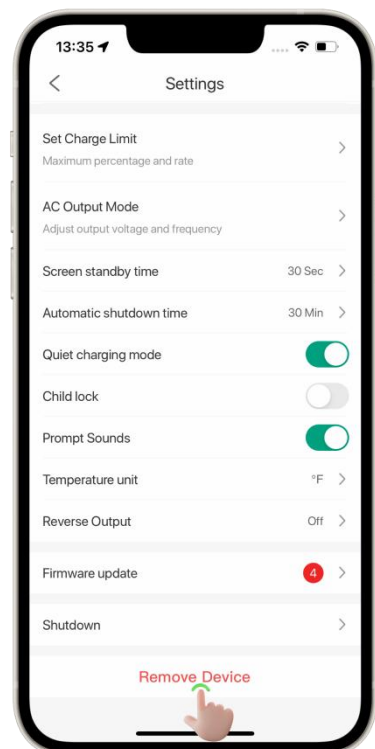 13:35
Settings
Set Charge Limit
Maximum percentage and rate
AC Output Mode
Adjust output voltage and frequency
Screen standby time 30 Sec
Automatic shutdown time 30 Min
Quiet charging mode
Child lock
Prompt Sounds
Temperature unit °F
Reverse Output Off
Firmware update 4
Shutdown
Remove Device